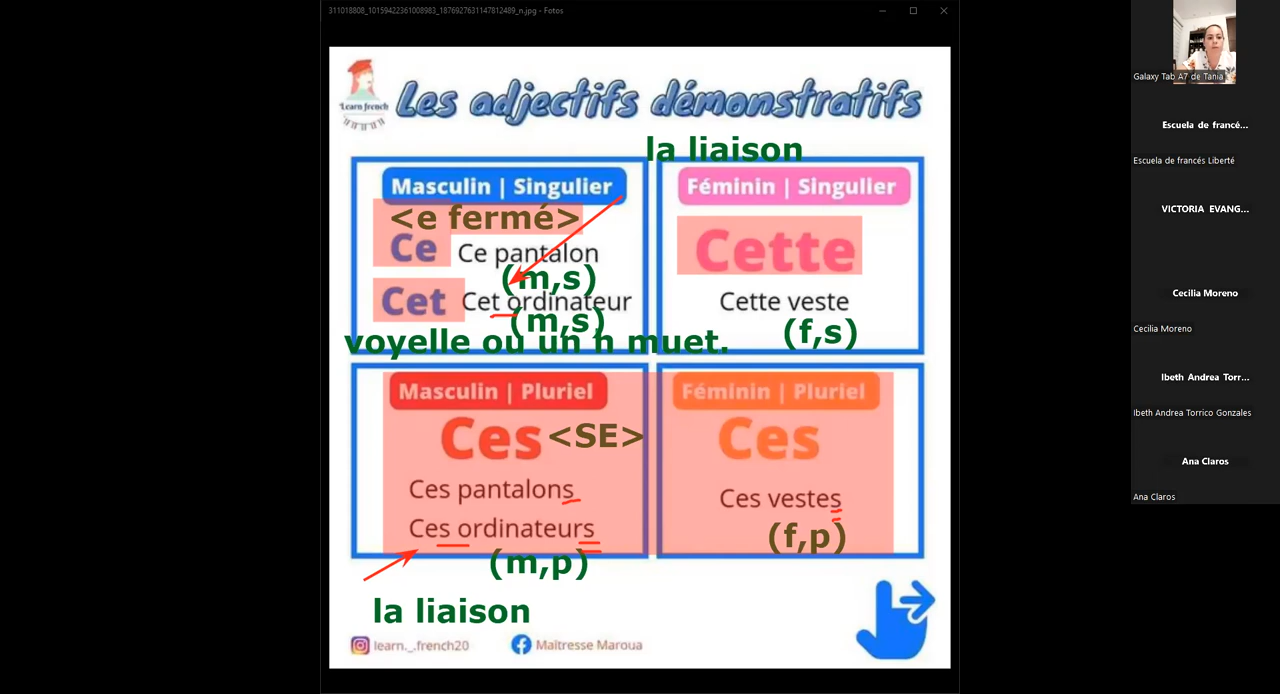 311018808_10159422361008983_1876927631147812489_n.jpg - Fotos
Learn french
Les adjectifs démonstratifs
la liaison
Masculin | Singulier
<e fermé>
Ce
Ce pantalon
(m,s)
Cet
Cet ordinateur
(m,s)
voyelle ou un h muet.
Féminin | Singulier
Cette
Cette veste
(f,s)
Masculin | Pluriel
Ces
<SE>
Ces pantalons
Ces ordinateurs
(m,p)
la liaison
Féminin | Pluriel
Ces
Ces vestes
(f,p)
learn._.french20
Maîtresse Maroua
Galaxy Tab A7 de Tania
Escuela de francé...
Escuela de francés Liberté
VICTORIA EVANG...
Cecilia Moreno
Cecilia Moreno
Ibeth Andrea Torr...
Ibeth Andrea Torrico Gonzales
Ana Claros
Ana Claros